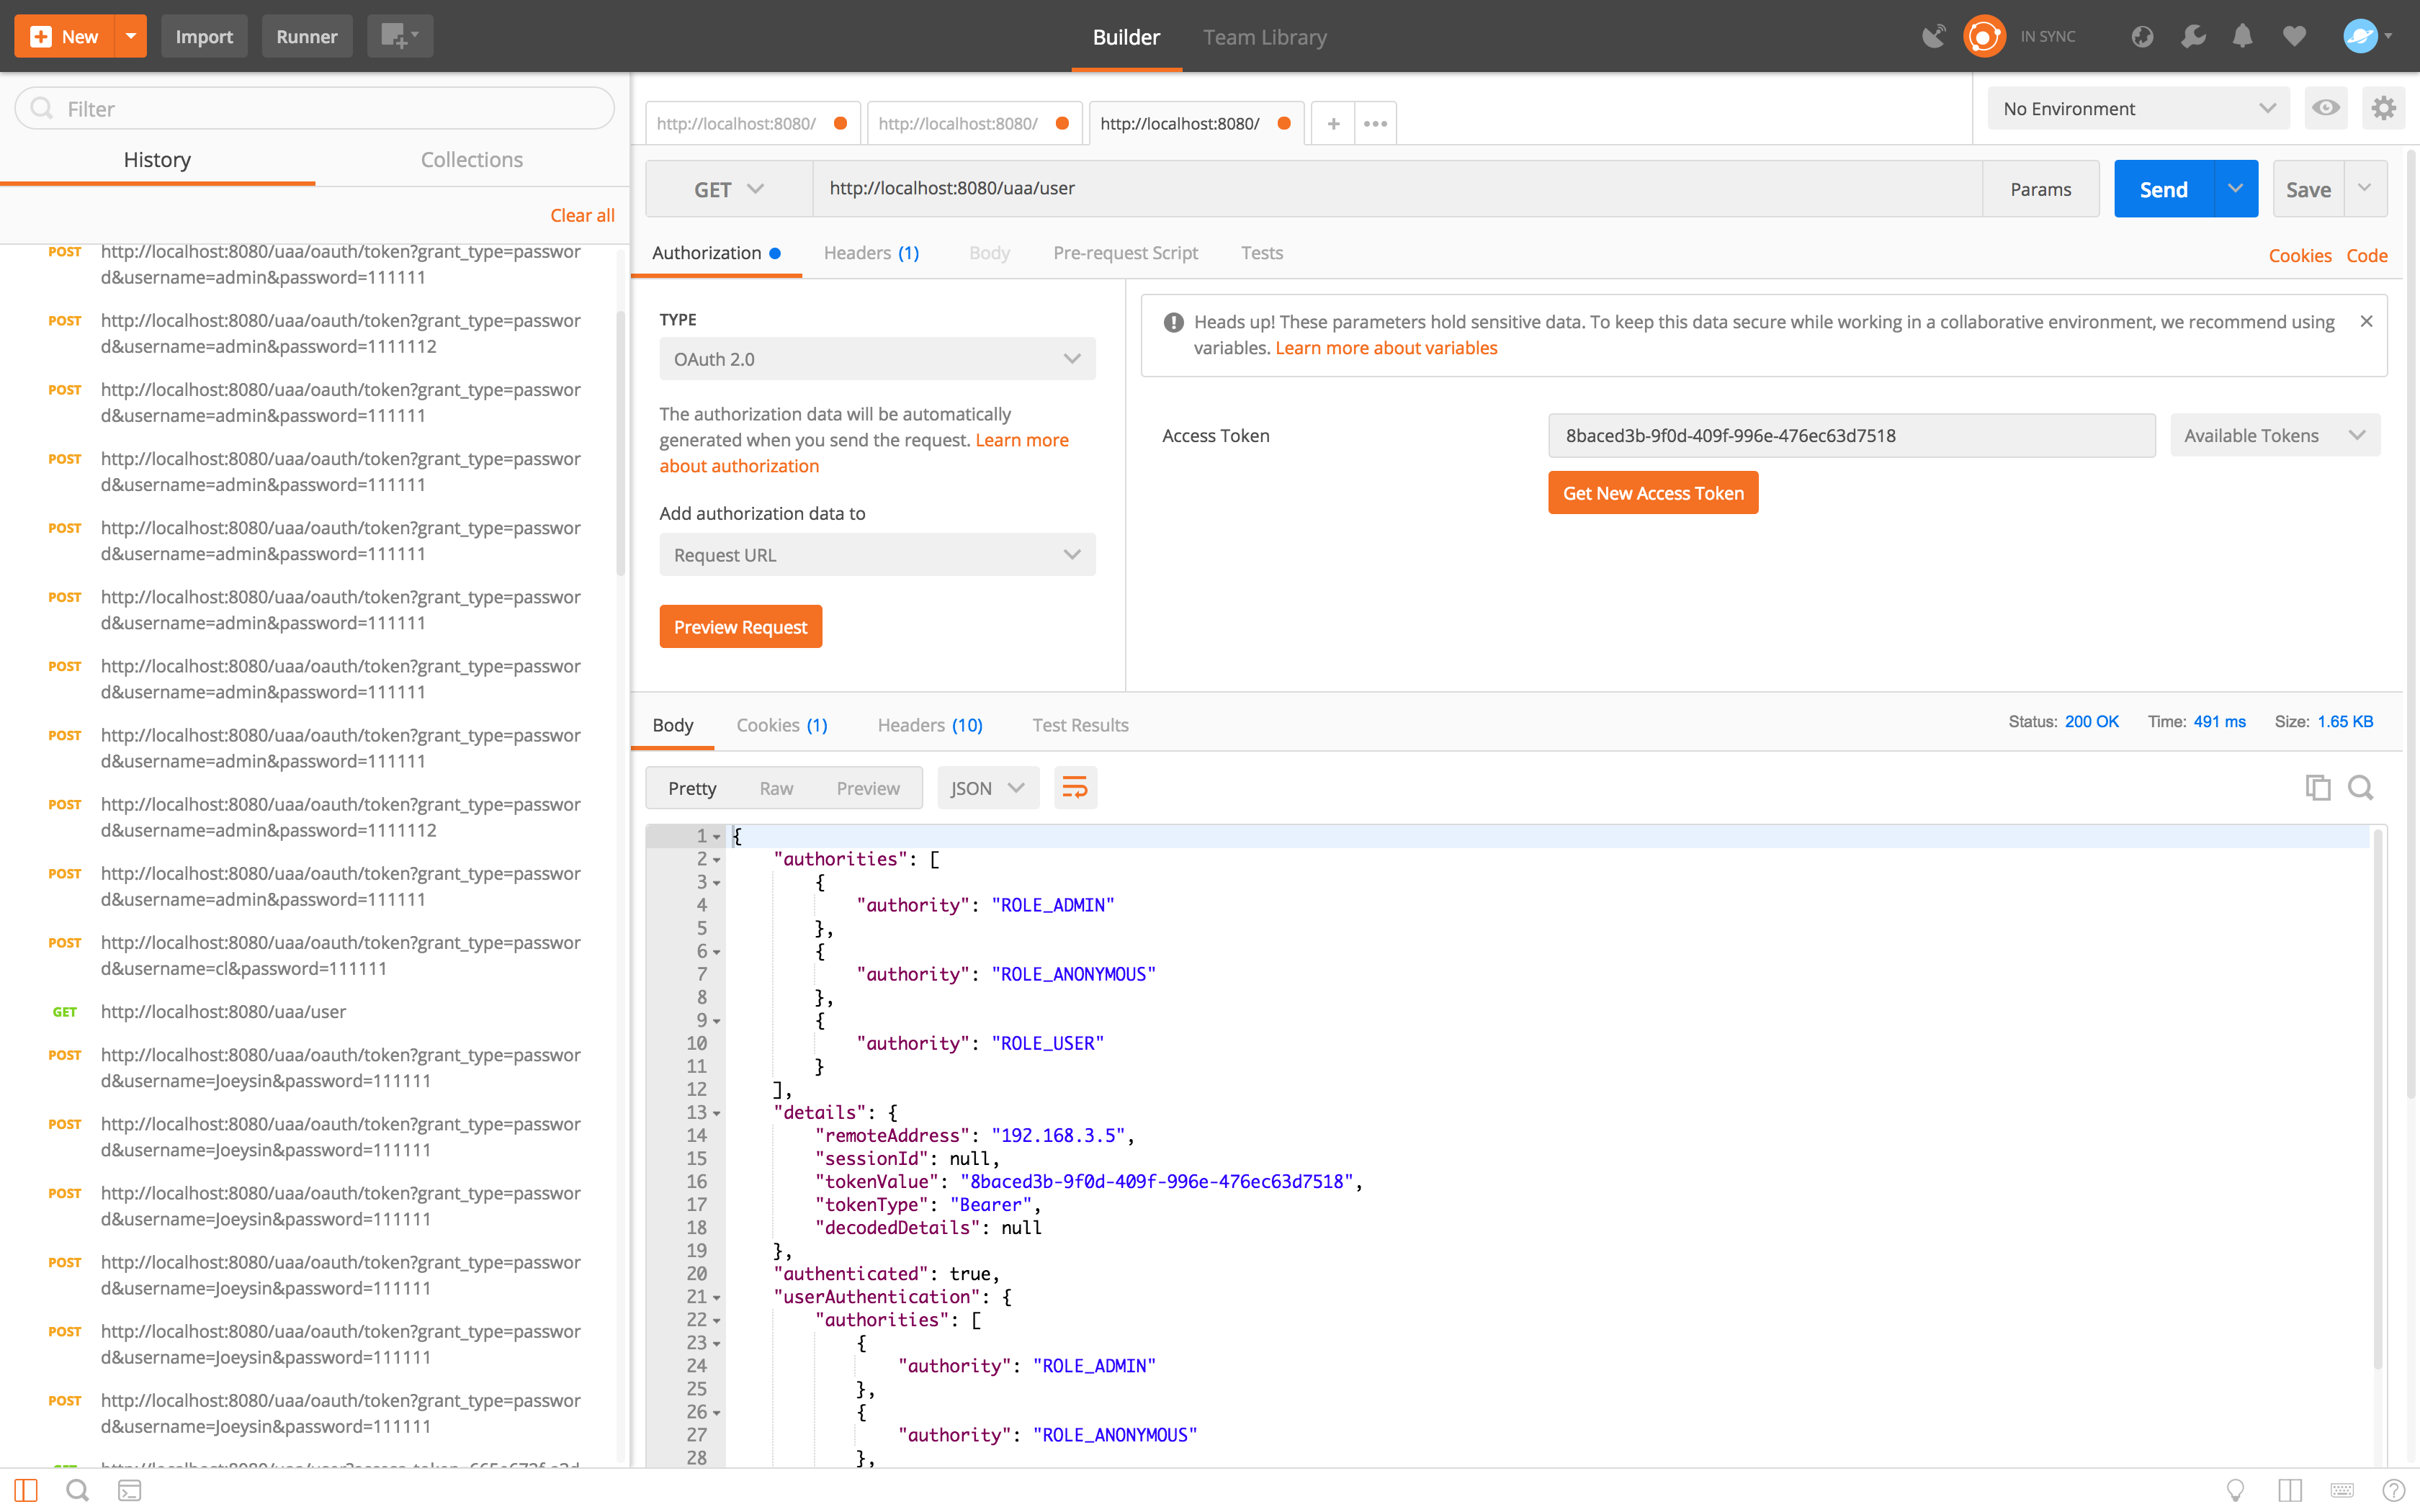 New
Import
Runner
Builder
Team Library
IN SYNC
Filter
History
Collections
Clear all
POST http://localhost:8080/uaa/oauth/token?grant_type=passwor
d&username=admin&password=111111
POST http://localhost:8080/uaa/oauth/token?grant_type=passwor
d&username=admin&password=1111112
POST http://localhost:8080/uaa/oauth/token?grant_type=passwor
d&username=admin&password=111111
POST http://localhost:8080/uaa/oauth/token?grant_type=passwor
d&username=admin&password=111111
POST http://localhost:8080/uaa/oauth/token?grant_type=passwor
d&username=admin&password=111111
POST http://localhost:8080/uaa/oauth/token?grant_type=passwor
d&username=admin&password=111111
POST http://localhost:8080/uaa/oauth/token?grant_type=passwor
d&username=admin&password=111111
POST http://localhost:8080/uaa/oauth/token?grant_type=passwor
d&username=admin&password=111111
POST http://localhost:8080/uaa/oauth/token?grant_type=passwor
d&username=admin&password=1111112
POST http://localhost:8080/uaa/oauth/token?grant_type=passwor
d&username=admin&password=111111
POST http://localhost:8080/uaa/oauth/token?grant_type=passwor
d&username=cl&password=111111
GET http://localhost:8080/uaa/user
POST http://localhost:8080/uaa/oauth/token?grant_type=passwor
d&username=Joeysin&password=111111
POST http://localhost:8080/uaa/oauth/token?grant_type=passwor
d&username=Joeysin&password=111111
POST http://localhost:8080/uaa/oauth/token?grant_type=passwor
d&username=Joeysin&password=111111
POST http://localhost:8080/uaa/oauth/token?grant_type=passwor
d&username=Joeysin&password=111111
POST http://localhost:8080/uaa/oauth/token?grant_type=passwor
d&username=Joeysin&password=111111
POST http://localhost:8080/uaa/oauth/token?grant_type=passwor
d&username=Joeysin&password=111111
http://localhost:8080/
http://localhost:8080/
http://localhost:8080/
No Environment
GET
http://localhost:8080/uaa/user
Params
Send
Save
Authorization
Headers (1)
Body
Pre-request Script
Tests
Cookies
Code
TYPE
OAuth 2.0
The authorization data will be automatically
generated when you send the request. Learn more
about authorization
Add authorization data to
Request URL
Preview Request
Heads up! These parameters hold sensitive data. To keep this data secure while working in a collaborative environment, we recommend using
variables. Learn more about variables
Access Token
8baced3b-9f0d-409f-996e-476ec63d7518
Available Tokens
Get New Access Token
Body
Cookies (1)
Headers (10)
Test Results
Status: 200 OK
Time: 491 ms
Size: 1.65 KB
Pretty
Raw
Preview
JSON
1 {
2 "authorities": [
3 {
4 "authority": "ROLE_ADMIN"
5 },
6 {
7 "authority": "ROLE_ANONYMOUS"
8 },
9 {
10 "authority": "ROLE_USER"
11 }
12 ],
13 "details": {
14 "remoteAddress": "192.168.3.5",
15 "sessionId": null,
16 "tokenValue": "8baced3b-9f0d-409f-996e-476ec63d7518",
17 "tokenType": "Bearer",
18 "decodedDetails": null
19 },
20 "authenticated": true,
21 "userAuthentication": {
22 "authorities": [
23 {
24 "authority": "ROLE_ADMIN"
25 },
26 {
27 "authority": "ROLE_ANONYMOUS"
28 },